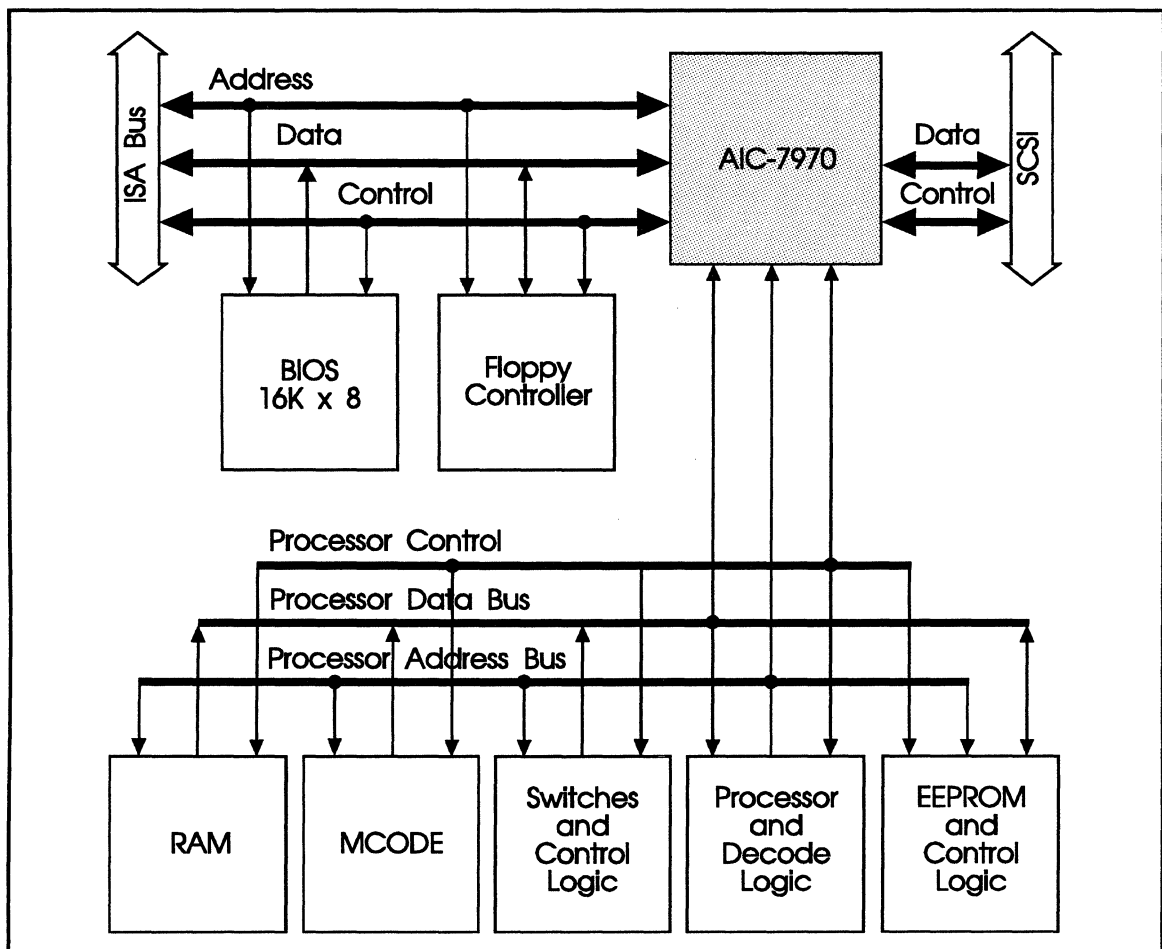 Address
ISA Bus
Data
Control
AIC-7970
Data
Control
SCSI
BIOS
16K x 8
Floppy
Controller
Processor Control
Processor Data Bus
Processor Address Bus
RAM
MCODE
Switches
and
Control
Logic
Processor
and
Decode
Logic
EEPROM
and
Control
Logic